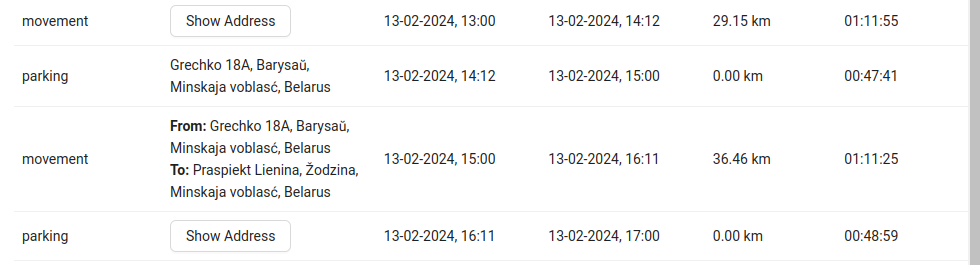 movement Show Address 13-02-2024, 13:00 13-02-2024, 14:12 29.15 km 01:11:55
Grechko 18A, Barysaŭ,
parking 13-02-2024, 14:12 13-02-2024, 15:00 0.00 km 00:47:41
Minskaja voblasć, Belarus
From: Grechko 18A, Barysaŭ,
Minskaja voblasć, Belarus
movement 13-02-2024, 15:00 13-02-2024, 16:11 36.46 km 01:11:25
To: Praspiekt Lienina, Žodzina,
Minskaja voblasć, Belarus
parking Show Address 13-02-2024, 16:11 13-02-2024, 17:00 0.00 km 00:48:59